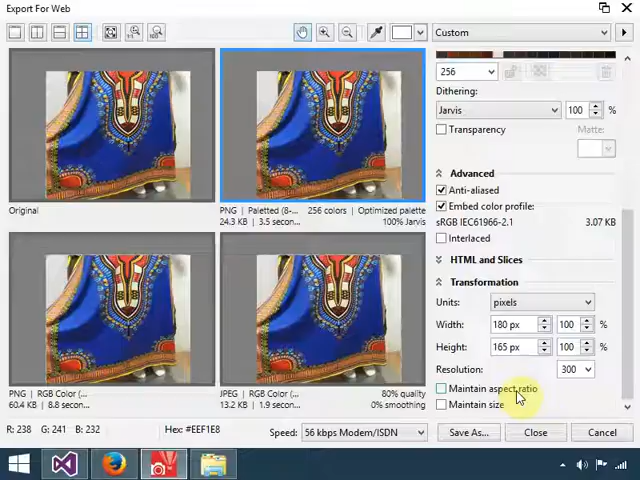 Export For Web
Custom
256
Dithering:
Jarvis 100 %
Transparency Matte:
Advanced
Anti-aliased
Embed color profile:
sRGB IEC61966-2.1 3.07 KB
Interlaced
HTML and Slices
Transformation
Units: pixels
Width: 180 px 100 %
Height: 165 px 100 %
Resolution: 300
Maintain aspect ratio
Maintain size
Original
PNG | Paletted (8-... 256 colors | Optimized palette
24.3 KB | 3.5 secon... 100% Jarvis
PNG | RGB Color (...
60.4 KB | 8.8 secon...
JPEG | RGB Color (... 80% quality
13.2 KB | 1.9 secon... 0% smoothing
R: 238 G: 241 B: 232 Hex: #EEF1E8
Speed: 56 kbps Modem/ISDN Save As... Close Cancel